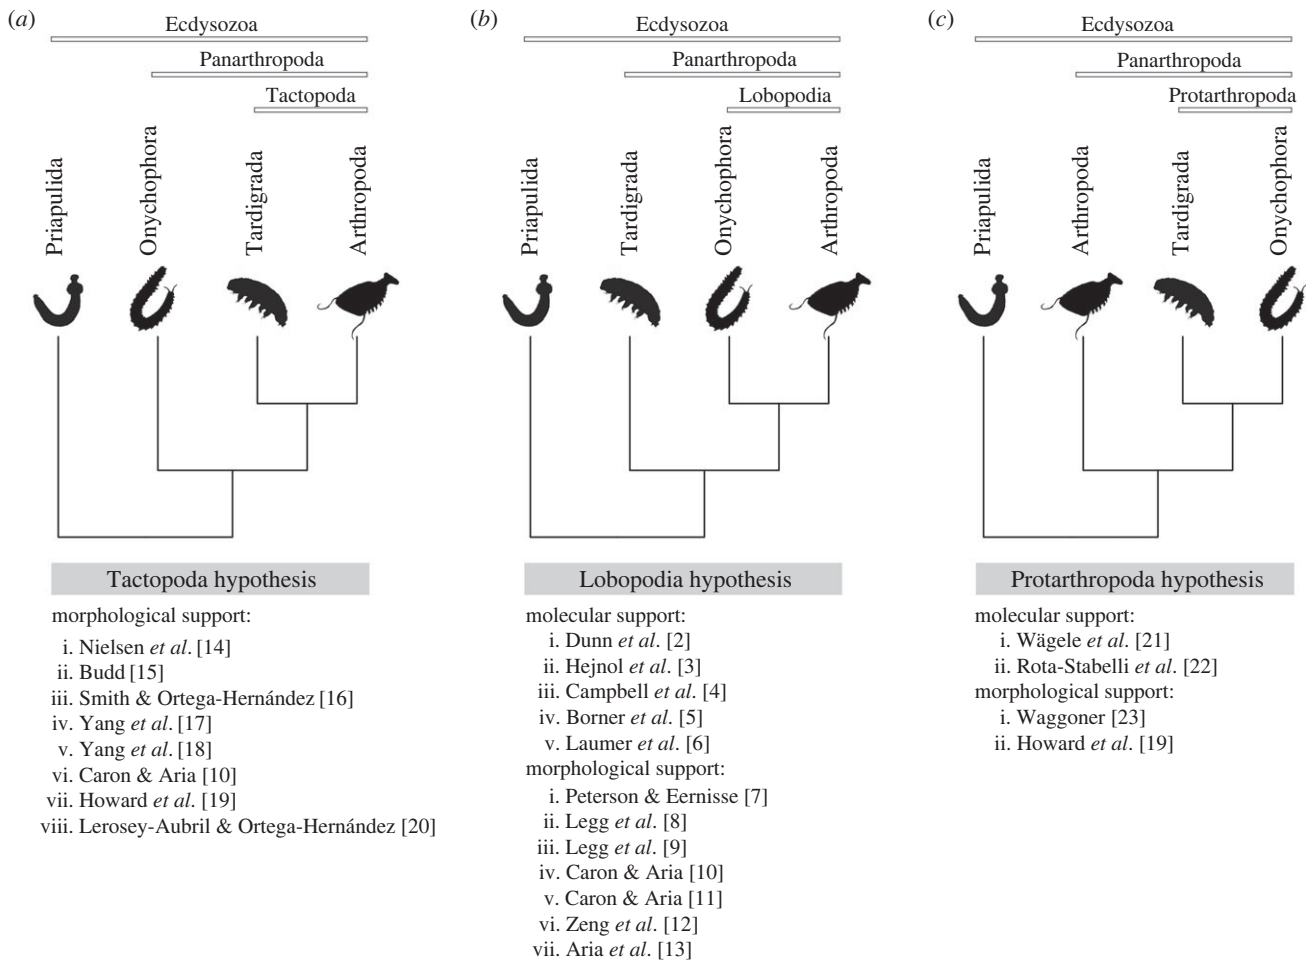 (a)
Ecdysozoa
Panarthropoda
Tactopoda
Priapulida
Onychophora
Tardigrada
Arthropoda
Tactopoda hypothesis
morphological support:
i. Nielsen et al. [14]
ii. Budd [15]
iii. Smith & Ortega-Hernández [16]
iv. Yang et al. [17]
v. Yang et al. [18]
vi. Caron & Aria [10]
vii. Howard et al. [19]
viii. Lerosey-Aubril & Ortega-Hernández [20]
(b)
Ecdysozoa
Panarthropoda
Lobopodia
Priapulida
Tardigrada
Onychophora
Arthropoda
Lobopodia hypothesis
molecular support:
i. Dunn et al. [2]
ii. Hejnol et al. [3]
iii. Campbell et al. [4]
iv. Borner et al. [5]
v. Laumer et al. [6]
morphological support:
i. Peterson & Eernisse [7]
ii. Legg et al. [8]
iii. Legg et al. [9]
iv. Caron & Aria [10]
v. Caron & Aria [11]
vi. Zeng et al. [12]
vii. Aria et al. [13]
(c)
Ecdysozoa
Panarthropoda
Protarthropoda
Priapulida
Arthropoda
Tardigrada
Onychophora
Protarthropoda hypothesis
molecular support:
i. Wägele et al. [21]
ii. Rota-Stabelli et al. [22]
morphological support:
i. Waggoner [23]
ii. Howard et al. [19]